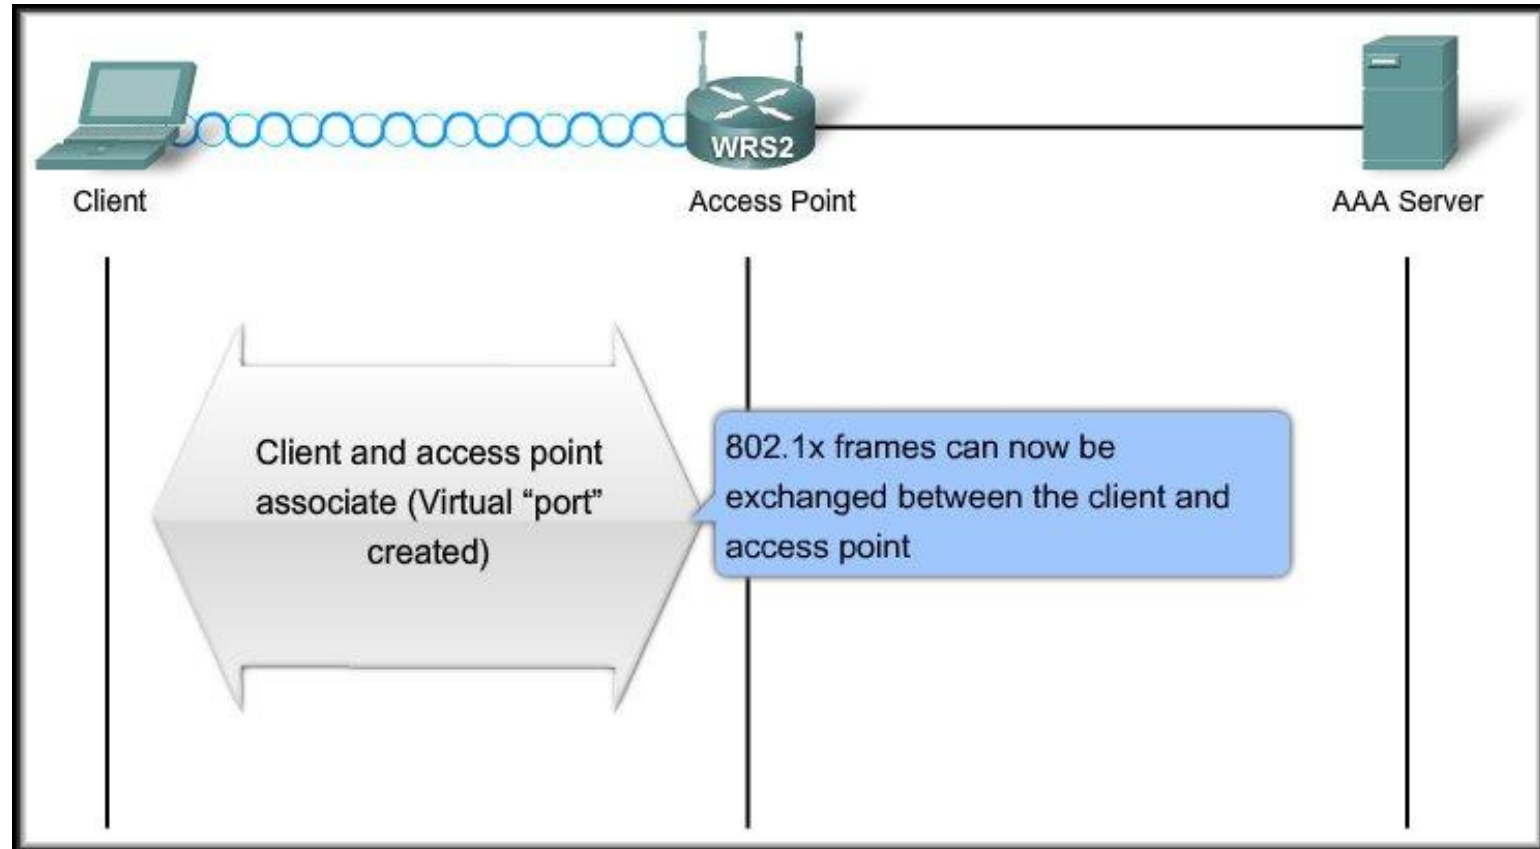 WRS2
Client
Access Point
AAA Server
Client and access point
associate (Virtual “port”
created)
802.1x frames can now be
exchanged between the client and
access point